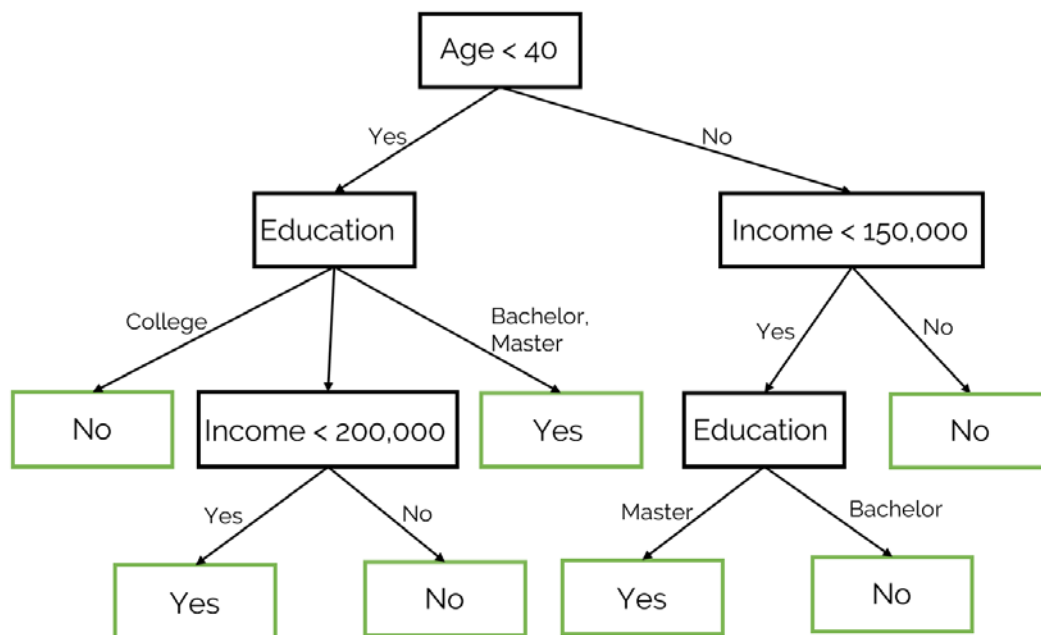 Age < 40
Yes
No
Education
Income < 150,000
College
Bachelor,
Master
Yes
No
No
Income < 200,000
Yes
Education
No
Yes
No
Master
Bachelor
Yes
No
Yes
No